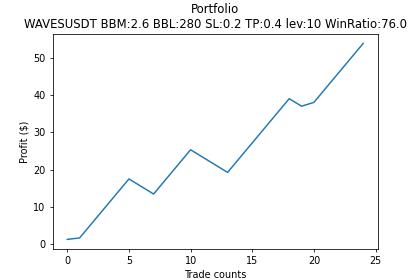 Portfolio
WAVESUSDT BBM:2.6 BBL:280 SL:0.2 TP:0.4 lev:10 WinRatio:76.0
50
40
30
20
10
0
Profit ($)
0 5 10 15 20 25
Trade counts